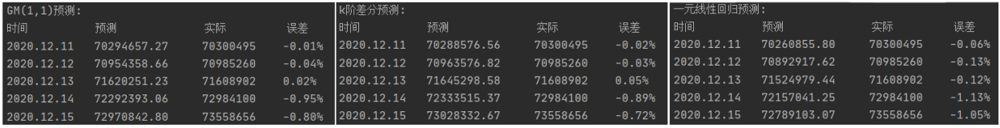 GM(1,1)预测:
时间 预测 实际 误差
2020.12.11 70294657.27 70300495 -0.01%
2020.12.12 70954358.66 70985260 -0.04%
2020.12.13 71620251.23 71608902 0.02%
2020.12.14 72292393.06 72984100 -0.95%
2020.12.15 72970842.80 73558656 -0.80%
k阶差分预测:
时间 预测 实际 误差
2020.12.11 70288576.56 70300495 -0.02%
2020.12.12 70963576.82 70985260 -0.03%
2020.12.13 71645298.58 71608902 0.05%
2020.12.14 72333515.37 72984100 -0.89%
2020.12.15 73028332.67 73558656 -0.72%
一元线性回归预测:
时间 预测 实际 误差
2020.12.11 70260855.80 70300495 -0.06%
2020.12.12 70892917.62 70985260 -0.13%
2020.12.13 71524979.44 71608902 -0.12%
2020.12.14 72157041.25 72984100 -1.13%
2020.12.15 72789103.07 73558656 -1.05%